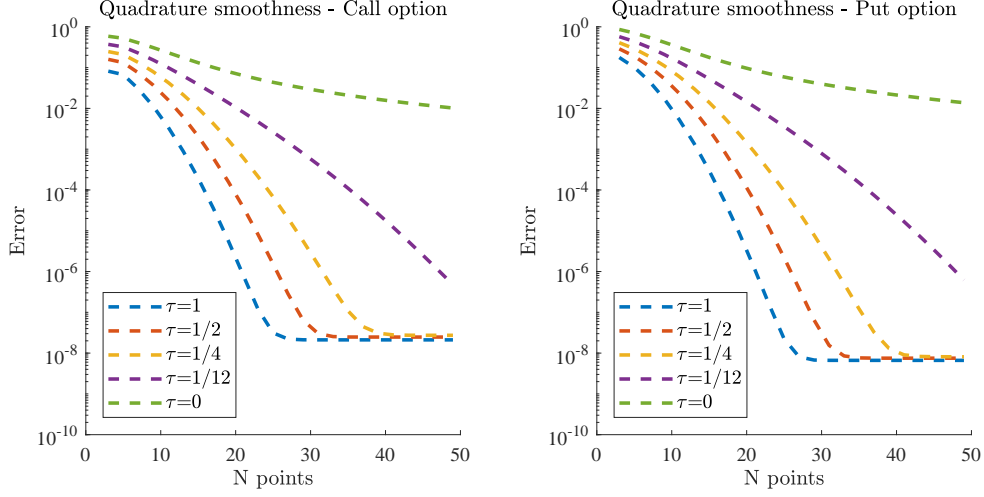 Quadrature smoothness - Call option
10^0
10^-2
10^-4
10^-6
10^-8
10^-10
Error
τ=1
τ=1/2
τ=1/4
τ=1/12
τ=0
0 10 20 30 40 50
N points
Quadrature smoothness - Put option
10^0
10^-2
10^-4
10^-6
10^-8
10^-10
Error
τ=1
τ=1/2
τ=1/4
τ=1/12
τ=0
0 10 20 30 40 50
N points